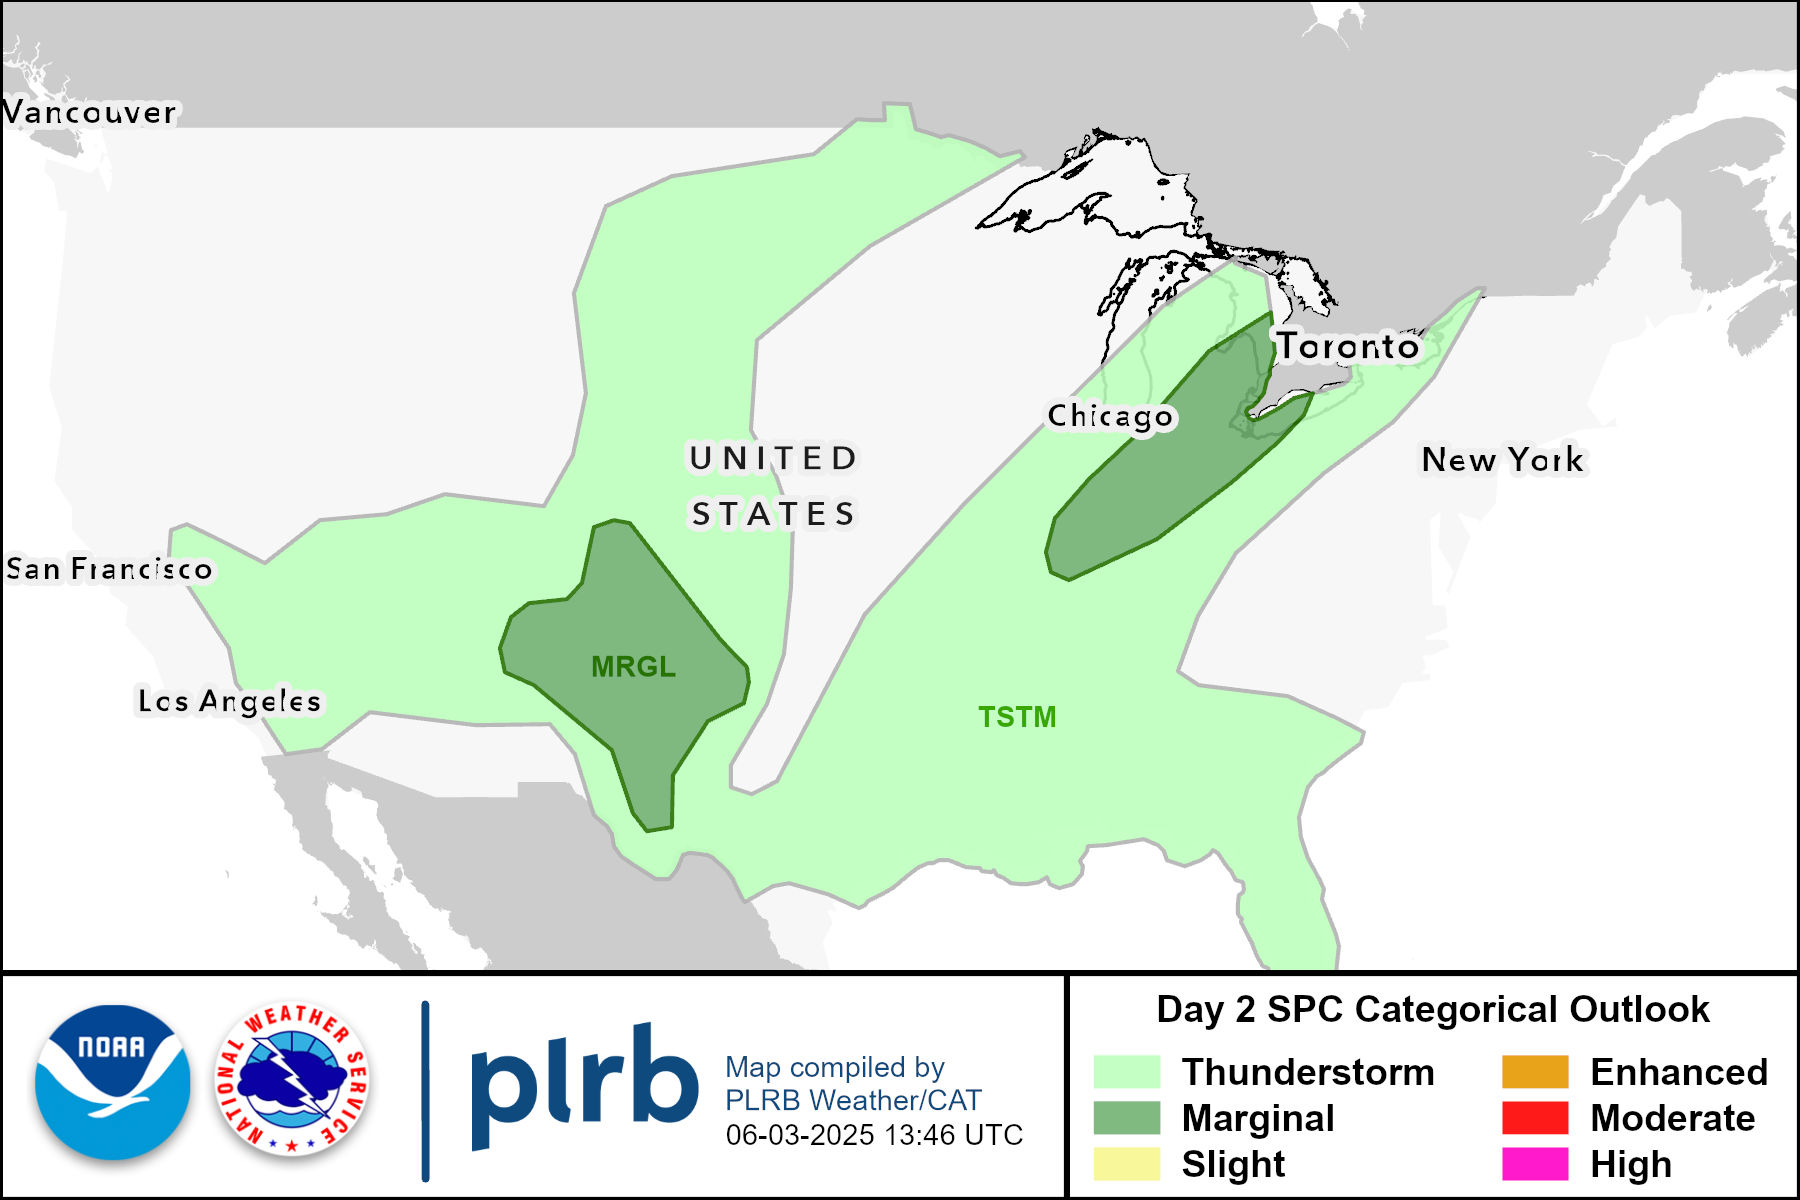 Vancouver
Toronto
Chicago
UNITED
STATES
New York
San Francisco
MRGL
Los Angeles
TSTM
NOAA
NATIONAL WEATHER SERVICE
plrb
Map compiled by
PLRB Weather/CAT
06-03-2025 13:46 UTC
Day 2 SPC Categorical Outlook
Thunderstorm
Enhanced
Marginal
Moderate
Slight
High